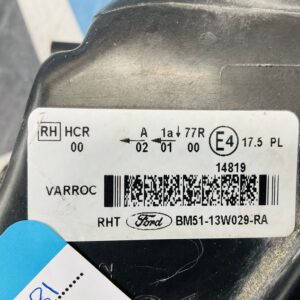 RH HCR A 1a 77R E4 17.5 PL
00 02 01 00
14819
VARROC
RHT Ford BM51-13W029-RA